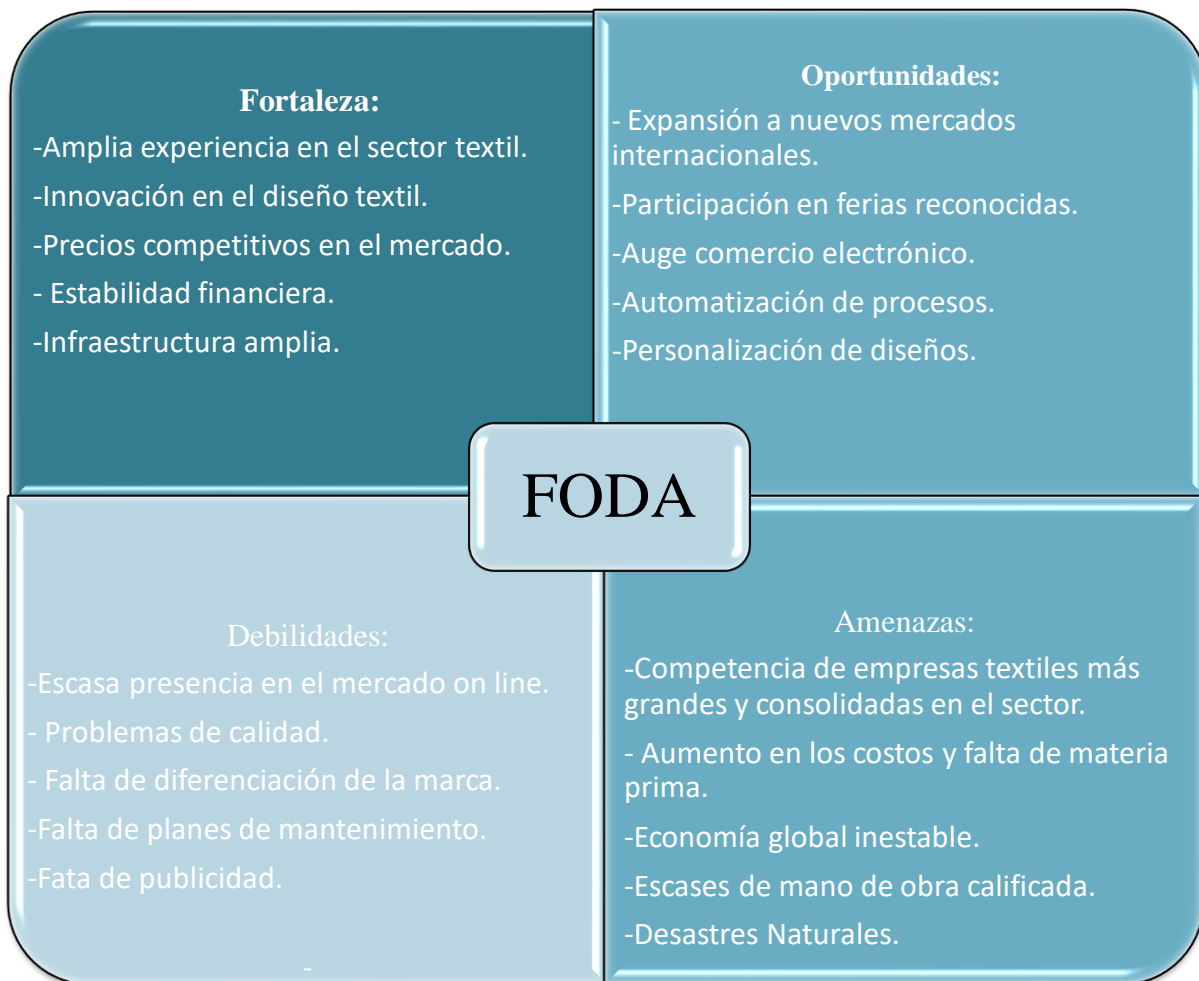 Fortaleza:
-Amplia experiencia en el sector textil.
-Innovación en el diseño textil.
-Precios competitivos en el mercado.
- Estabilidad financiera.
-Infraestructura amplia.
Oportunidades:
- Expansión a nuevos mercados
internacionales.
-Participación en ferias reconocidas.
-Auge comercio electrónico.
-Automatización de procesos.
-Personalización de diseños.
FODA
Debilidades:
-Escasa presencia en el mercado on line.
- Problemas de calidad.
- Falta de diferenciación de la marca.
-Falta de planes de mantenimiento.
-Fata de publicidad.
-
Amenazas:
-Competencia de empresas textiles más
grandes y consolidadas en el sector.
- Aumento en los costos y falta de materia
prima.
-Economía global inestable.
-Escases de mano de obra calificada.
-Desastres Naturales.